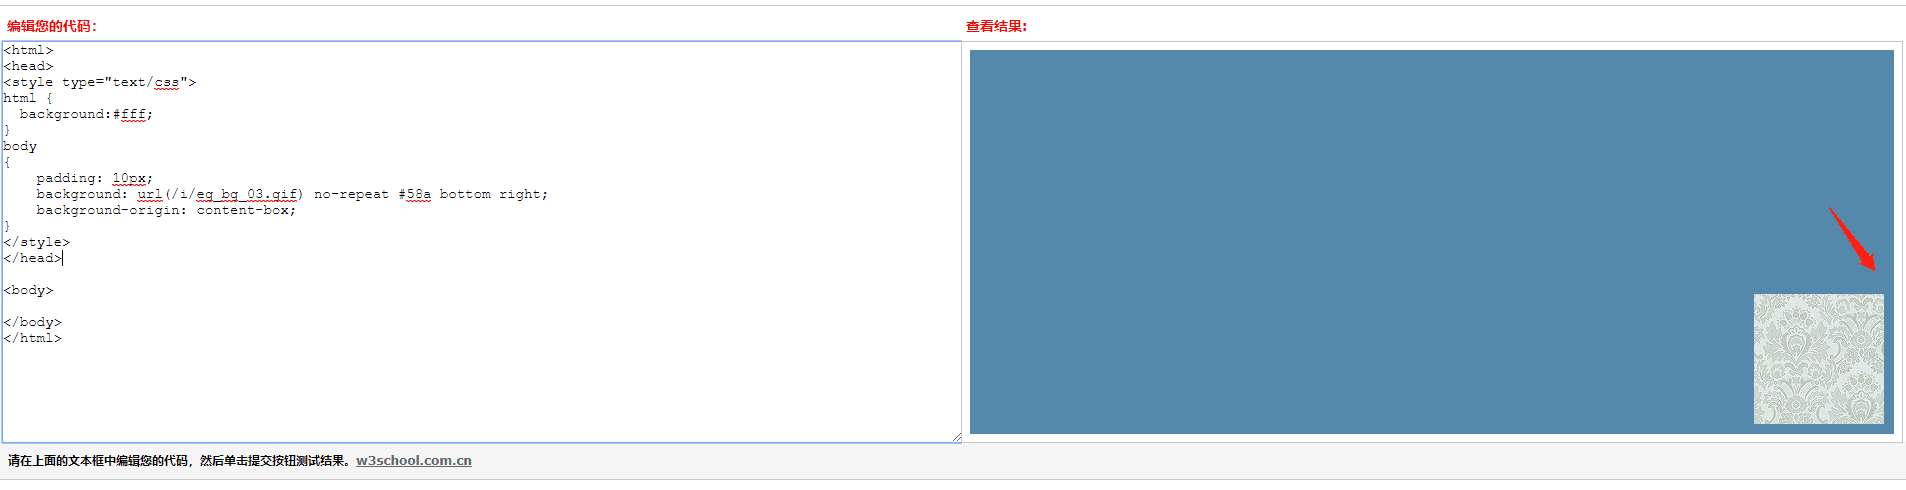 编辑您的代码：
查看结果:
<html>
<head>
<style type="text/css">
html {
  background:#fff;
}
body
{
    padding: 10px;
    background: url(/i/eg_bg_03.gif) no-repeat #58a bottom right;
    background-origin: content-box;
}
</style>
</head>
<body>
</body>
</html>
请在上面的文本框中编辑您的代码，然后单击提交按钮测试结果。w3school.com.cn